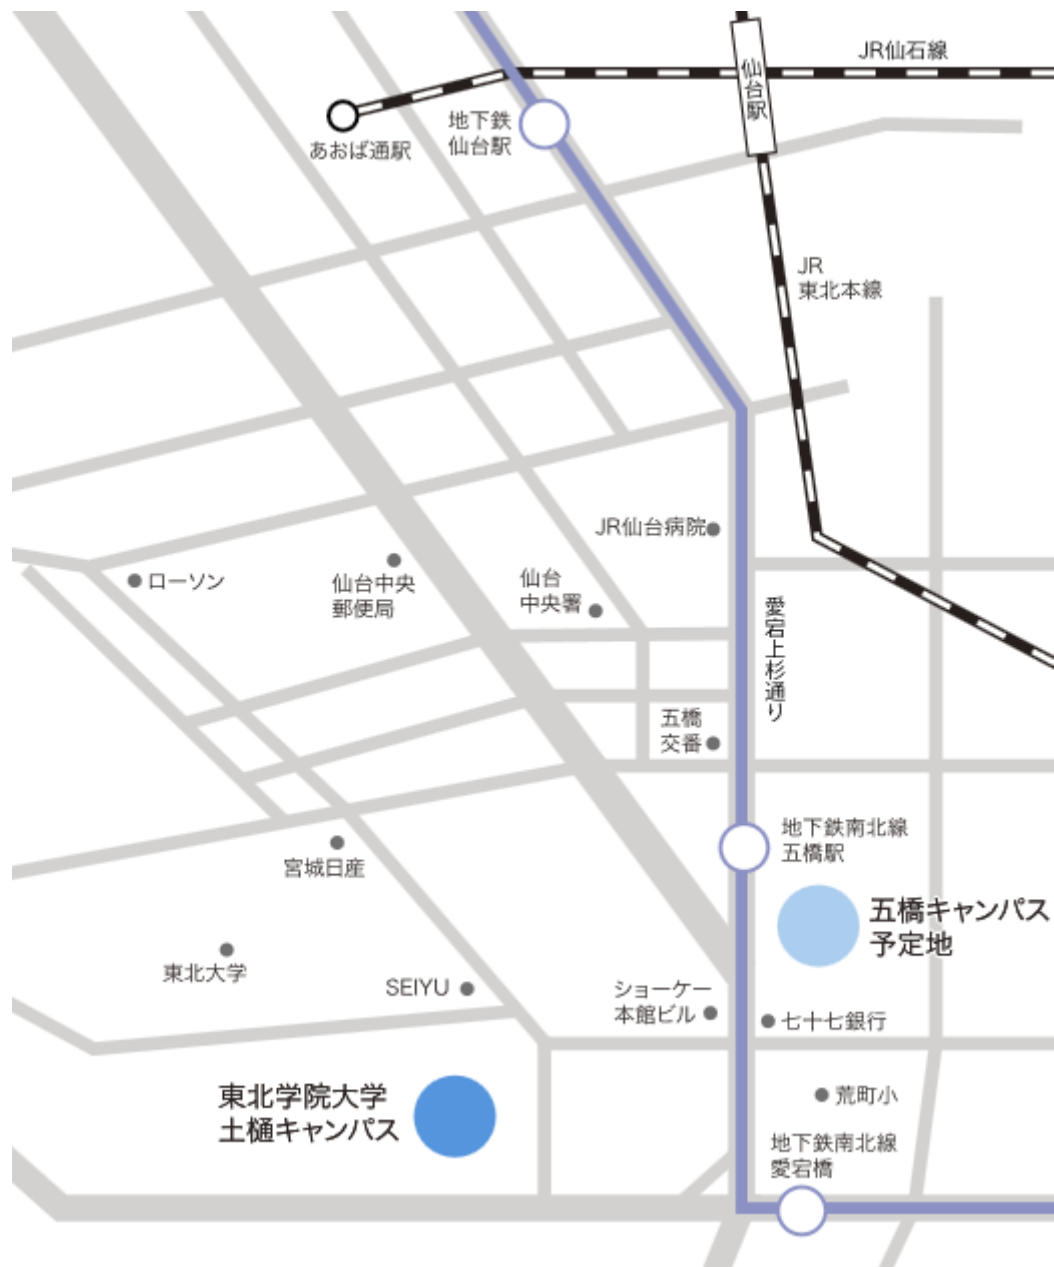 JR仙石線
仙台駅
地下鉄
仙台駅
あおば通駅
JR
東北本線
JR仙台病院
ローソン
仙台中央
郵便局
仙台
中央署
愛宕上杉通り
五橋
交番
地下鉄南北線
五橋駅
宮城日産
五橋キャンパス
予定地
東北大学
SEIYU
ショーケー
本館ビル
七十七銀行
東北学院大学
土樋キャンパス
荒町小
地下鉄南北線
愛宕橋